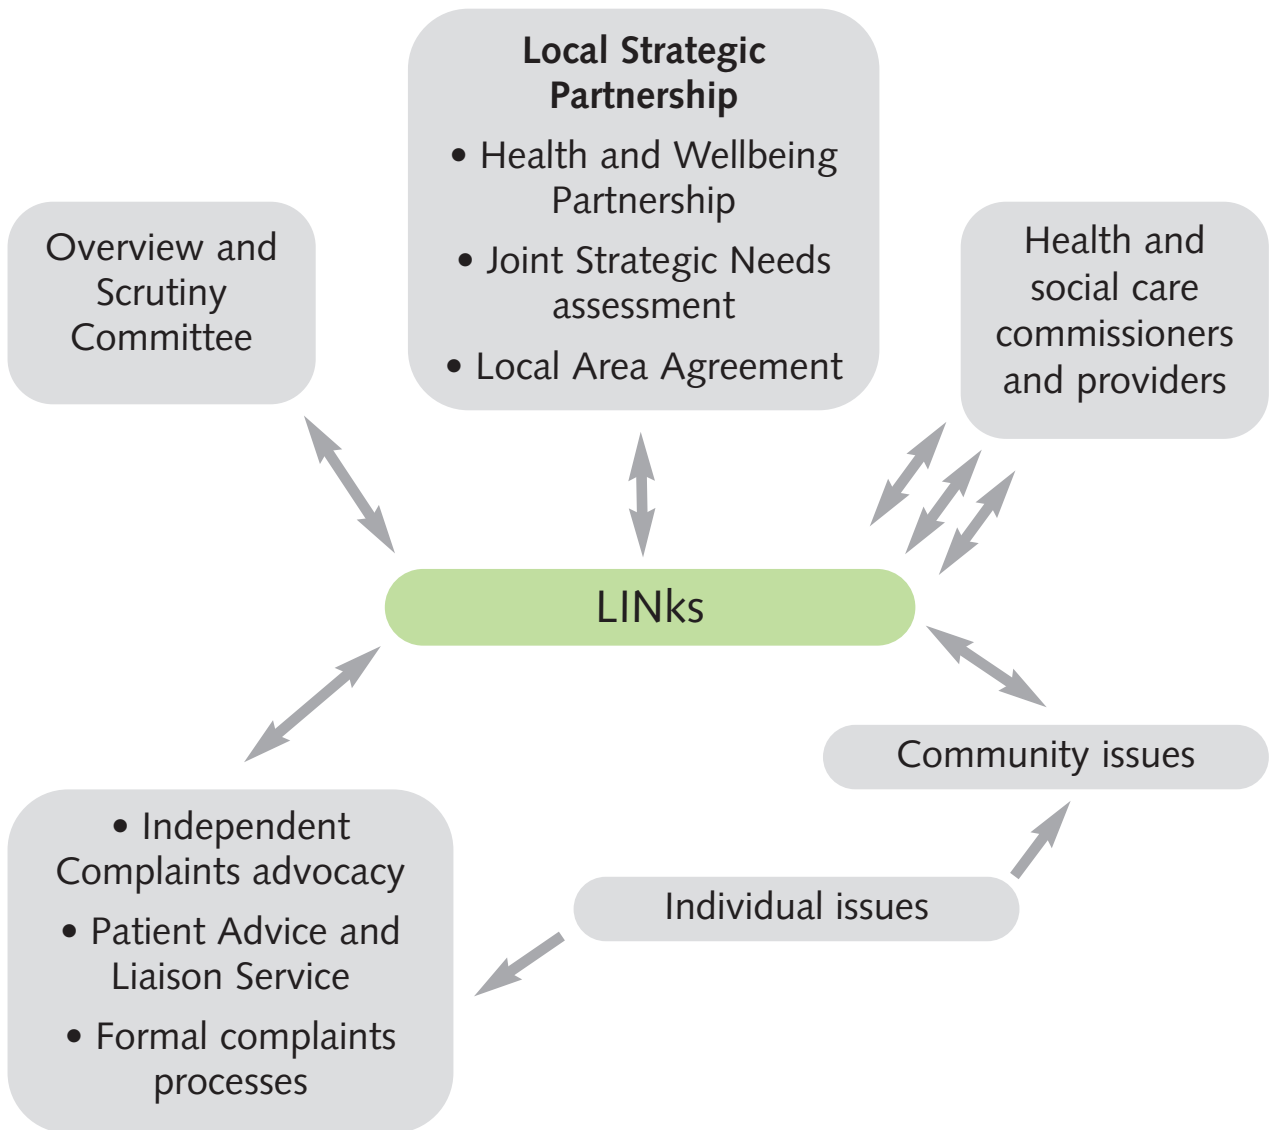 Local Strategic
Partnership
• Health and Wellbeing
Partnership
• Joint Strategic Needs
assessment
• Local Area Agreement
Overview and
Scrutiny
Committee
Health and
social care
commissioners
and providers
LINks
Community issues
Individual issues
• Independent
Complaints advocacy
• Patient Advice and
Liaison Service
• Formal complaints
processes